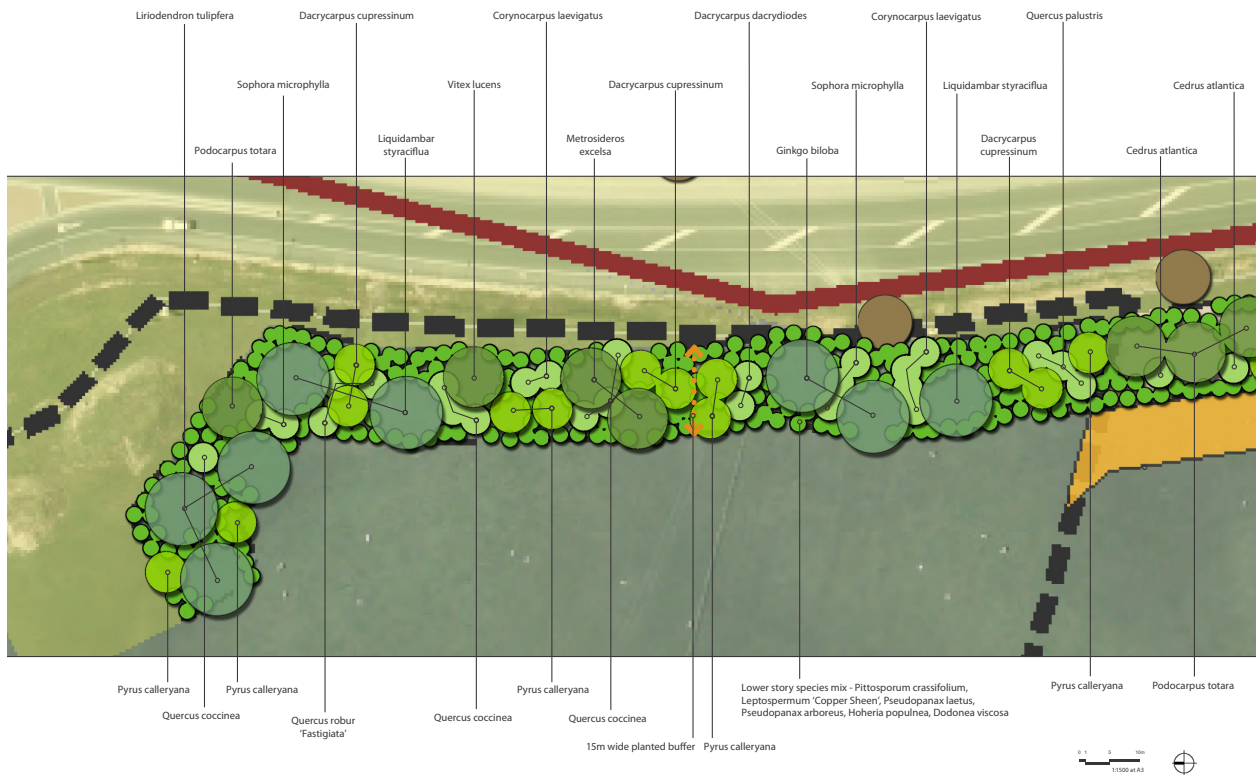 Liriodendron tulipfera
Dacrycarpus cupressinum
Corynocarpus laevigatus
Dacrycarpus dacrydiodes
Corynocarpus laevigatus
Quercus palustris
Sophora microphylla
Vitex lucens
Dacrycarpus cupressinum
Sophora microphylla
Liquidambar styraciflua
Cedrus atlantica
Podocarpus totara
Liquidambar
styraciflua
Metrosideros
excelsa
Ginkgo biloba
Dacrycarpus
cupressinum
Cedrus atlantica
Pyrus calleryana
Quercus coccinea
Pyrus calleryana
Quercus robur
'Fastigiata'
Quercus coccinea
Pyrus calleryana
Quercus coccinea
15m wide planted buffer
Pyrus calleryana
Lower story species mix - Pittosporum crassifolium,
Leptospermum 'Copper Sheen', Pseudopanax laetus,
Pseudopanax arboreus, Hoheria populnea, Dodonea viscosa
Pyrus calleryana
Podocarpus totara
0 1 5 10m
1:1500 at A3